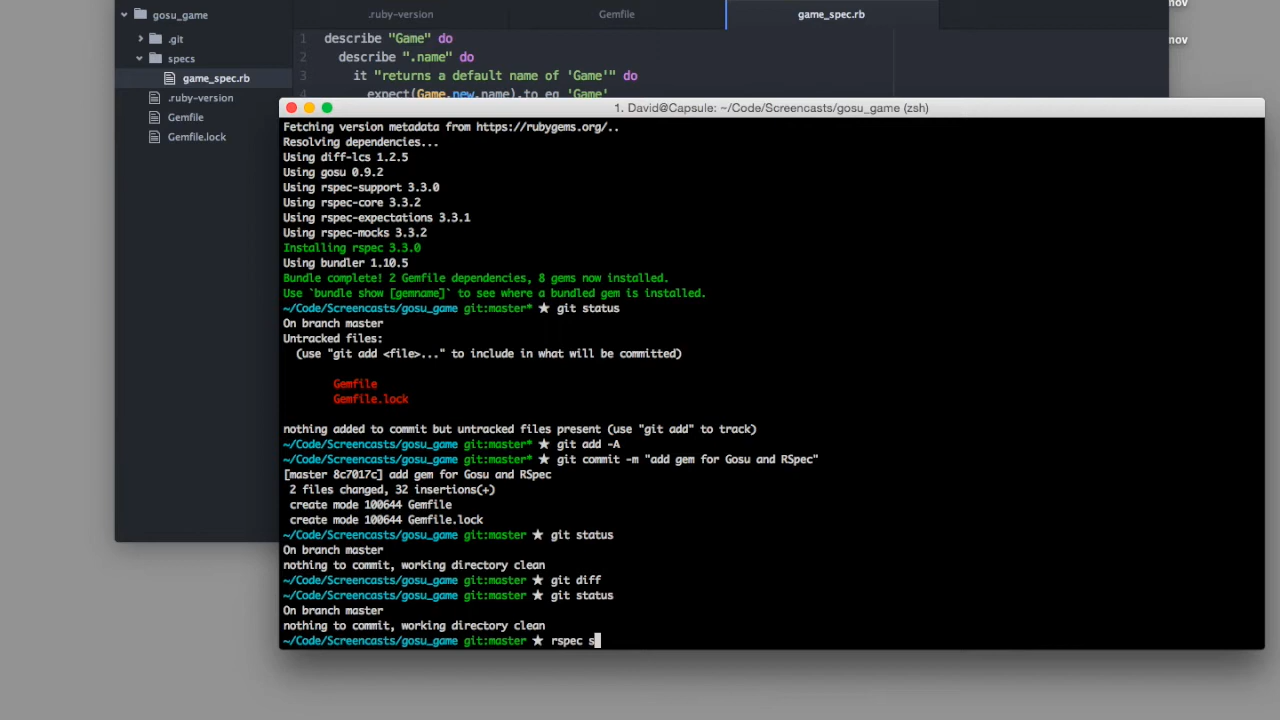 gosu_game
.git
specs
game_spec.rb
.ruby-version
Gemfile
Gemfile.lock
.ruby-version
Gemfile
game_spec.rb
mov
mov
1 describe "Game" do
2 describe ".name" do
3 it "returns a default name of 'Game'" do
4 expect(Game.new.name).to eq 'Game'
1. David@Capsule: ~/Code/Screencasts/gosu_game (zsh)
Fetching version metadata from https://rubygems.org/..
Resolving dependencies...
Using diff-lcs 1.2.5
Using gosu 0.9.2
Using rspec-support 3.3.0
Using rspec-core 3.3.2
Using rspec-expectations 3.3.1
Using rspec-mocks 3.3.2
Installing rspec 3.3.0
Using bundler 1.10.5
Bundle complete! 2 Gemfile dependencies, 8 gems now installed.
Use `bundle show [gemname]` to see where a bundled gem is installed.
~/Code/Screencasts/gosu_game git:master* ★ git status
On branch master
Untracked files:
(use "git add <file>..." to include in what will be committed)
Gemfile
Gemfile.lock
nothing added to commit but untracked files present (use "git add" to track)
~/Code/Screencasts/gosu_game git:master* ★ git add -A
~/Code/Screencasts/gosu_game git:master* ★ git commit -m "add gem for Gosu and RSpec"
[master 8c7017c] add gem for Gosu and RSpec
2 files changed, 32 insertions(+)
create mode 100644 Gemfile
create mode 100644 Gemfile.lock
~/Code/Screencasts/gosu_game git:master ★ git status
On branch master
nothing to commit, working directory clean
~/Code/Screencasts/gosu_game git:master ★ git diff
~/Code/Screencasts/gosu_game git:master ★ git status
On branch master
nothing to commit, working directory clean
~/Code/Screencasts/gosu_game git:master ★ rspec s